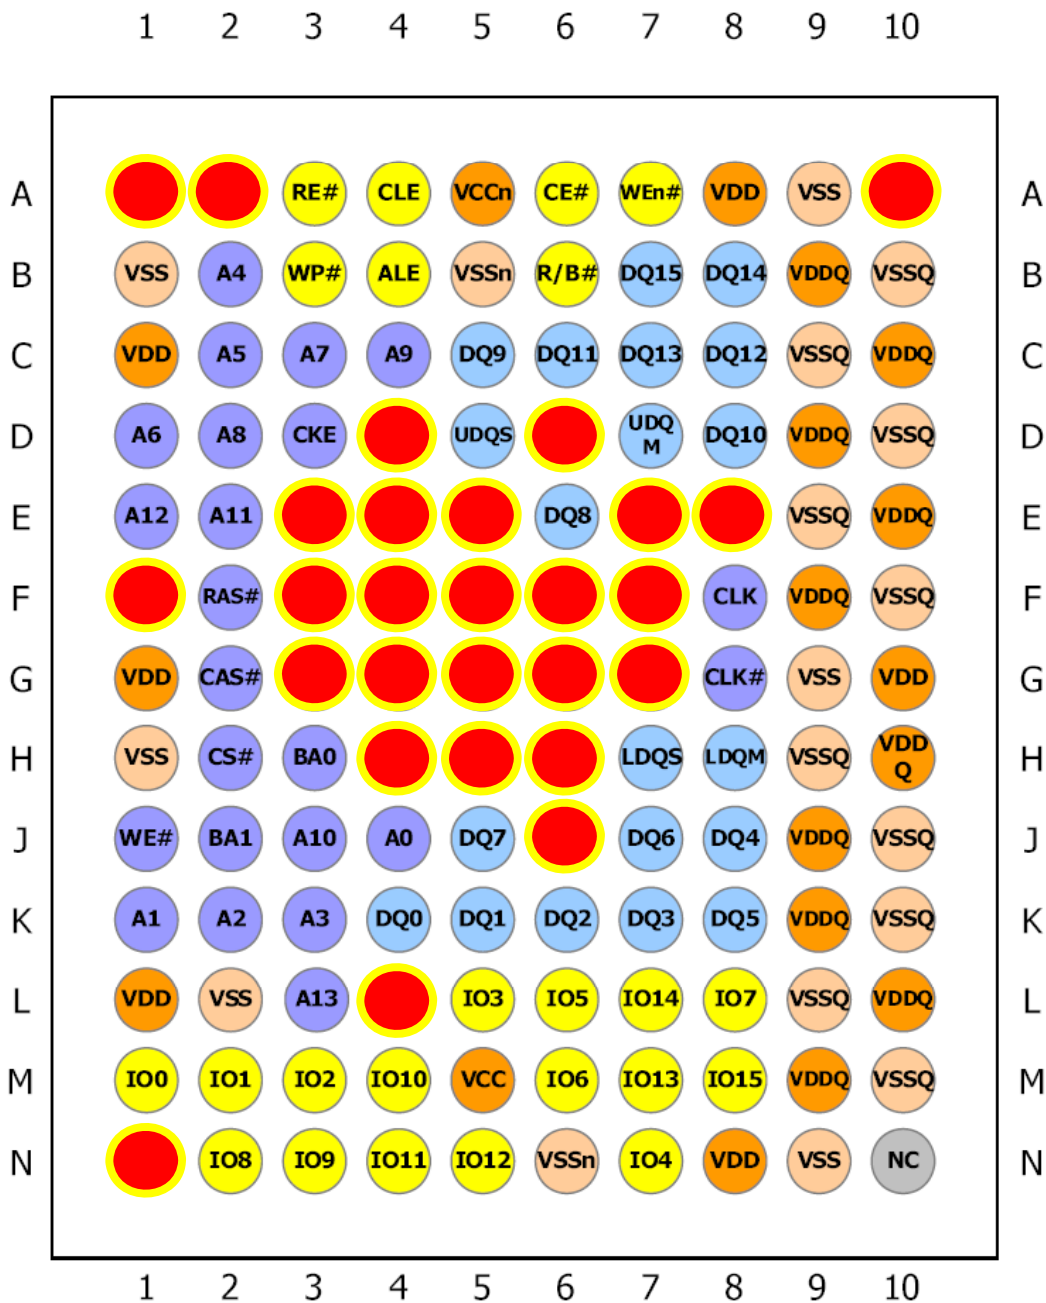 1 2 3 4 5 6 7 8 9 10
A RE# CLE VCCn CE# WEn# VDD VSS A
B VSS A4 WP# ALE VSSn R/B# DQ15 DQ14 VDDQ VSSQ B
C VDD A5 A7 A9 DQ9 DQ11 DQ13 DQ12 VSSQ VDDQ C
D A6 A8 CKE UDQS UDQ M DQ10 VDDQ VSSQ D
E A12 A11 DQ8 VSSQ VDDQ E
F RAS# CLK VDDQ VSSQ F
G VDD CAS# CLK# VSS VDD G
H VSS CS# BA0 LDQS LDQM VSSQ VDD Q H
J WE# BA1 A10 A0 DQ7 DQ6 DQ4 VDDQ VSSQ J
K A1 A2 A3 DQ0 DQ1 DQ2 DQ3 DQ5 VDDQ VSSQ K
L VDD VSS A13 IO3 IO5 IO14 IO7 VSSQ VDDQ L
M IO0 IO1 IO2 IO10 VCC IO6 IO13 IO15 VDDQ VSSQ M
N IO8 IO9 IO11 IO12 VSSn IO4 VDD VSS NC N
1 2 3 4 5 6 7 8 9 10